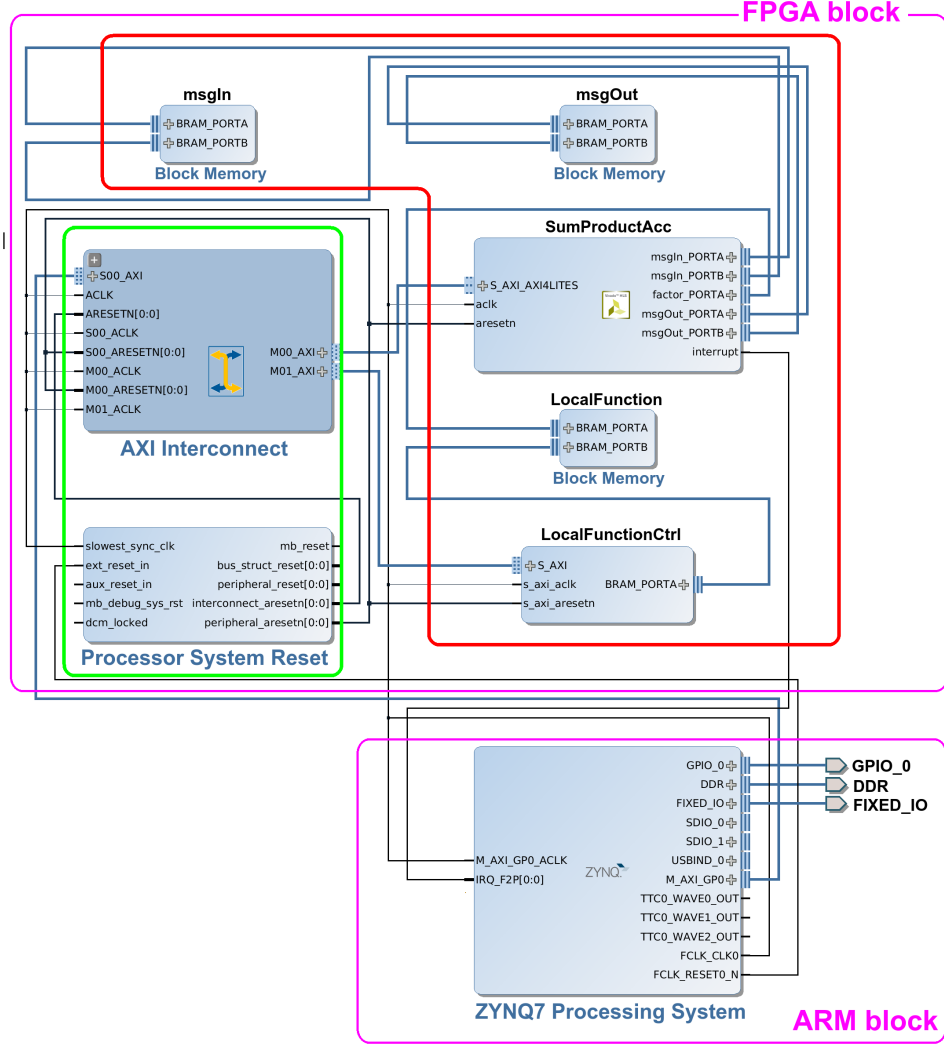 FPGA block
msgIn
BRAM_PORTA
BRAM_PORTB
Block Memory
msgOut
BRAM_PORTA
BRAM_PORTB
Block Memory
S00_AXI
ACLK
ARESETN[0:0]
S00_ACLK
S00_ARESETN[0:0]
M00_ACLK
M00_ARESETN[0:0]
M01_ACLK
M00_AXI
M01_AXI
AXI Interconnect
SumProductAcc
S_AXI_AXI4LITES
aclk
aresetn
msgIn_PORTA
msgIn_PORTB
factor_PORTA
msgOut_PORTA
msgOut_PORTB
interrupt
LocalFunction
BRAM_PORTA
BRAM_PORTB
Block Memory
slowest_sync_clk
ext_reset_in
aux_reset_in
mb_debug_sys_rst
dcm_locked
mb_reset
bus_struct_reset[0:0]
peripheral_reset[0:0]
interconnect_aresetn[0:0]
peripheral_aresetn[0:0]
Processor System Reset
LocalFunctionCtrl
S_AXI
s_axi_aclk
s_axi_aresetn
BRAM_PORTA
M_AXI_GP0_ACLK
IRQ_F2P[0:0]
ZYNQ
GPIO_0
DDR
FIXED_IO
SDIO_0
SDIO_1
USBIND_0
M_AXI_GP0
TTC0_WAVE0_OUT
TTC0_WAVE1_OUT
TTC0_WAVE2_OUT
FCLK_CLK0
FCLK_RESET0_N
GPIO_0
DDR
FIXED_IO
ZYNQ7 Processing System
ARM block